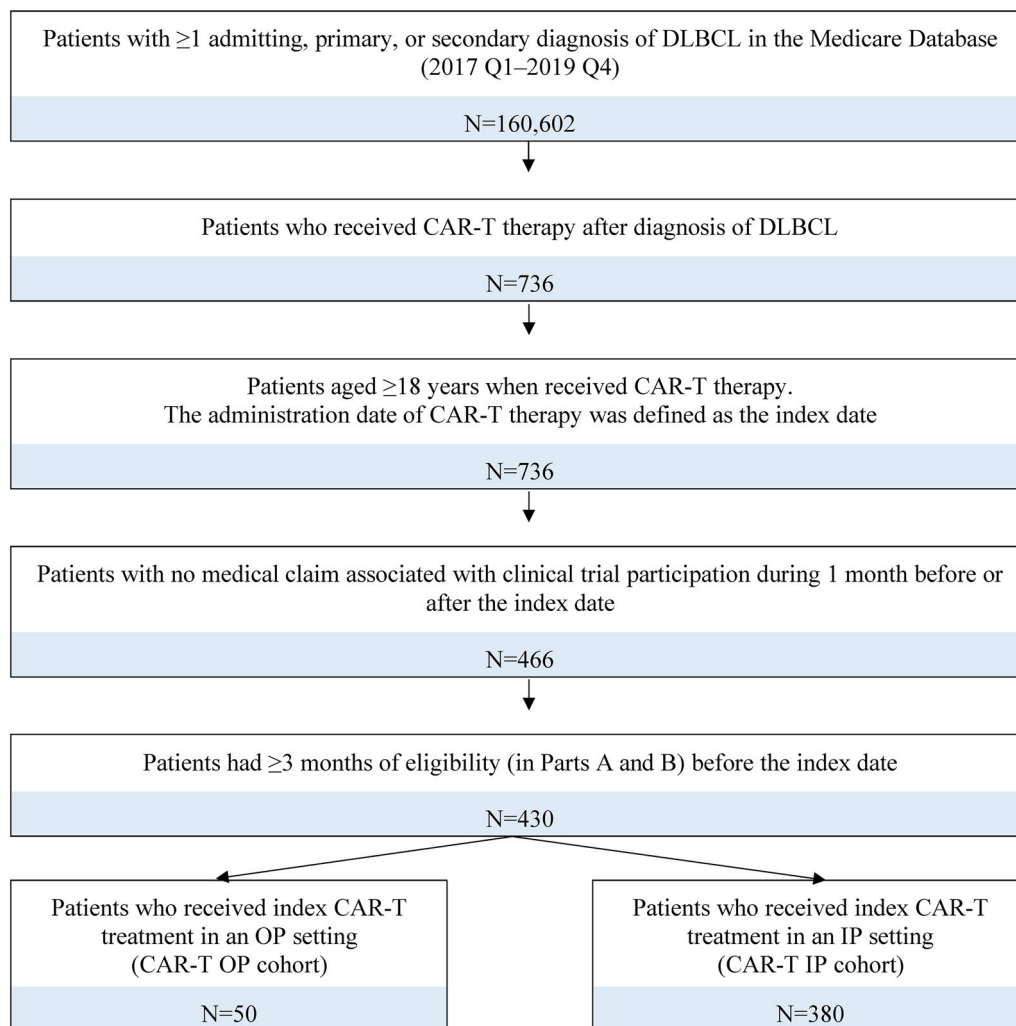 Patients with ≥1 admitting, primary, or secondary diagnosis of DLBCL in the Medicare Database
(2017 Q1–2019 Q4)
N=160,602
Patients who received CAR-T therapy after diagnosis of DLBCL
N=736
Patients aged ≥18 years when received CAR-T therapy.
The administration date of CAR-T therapy was defined as the index date
N=736
Patients with no medical claim associated with clinical trial participation during 1 month before or
after the index date
N=466
Patients had ≥3 months of eligibility (in Parts A and B) before the index date
N=430
Patients who received index CAR-T
treatment in an OP setting
(CAR-T OP cohort)
N=50
Patients who received index CAR-T
treatment in an IP setting
(CAR-T IP cohort)
N=380